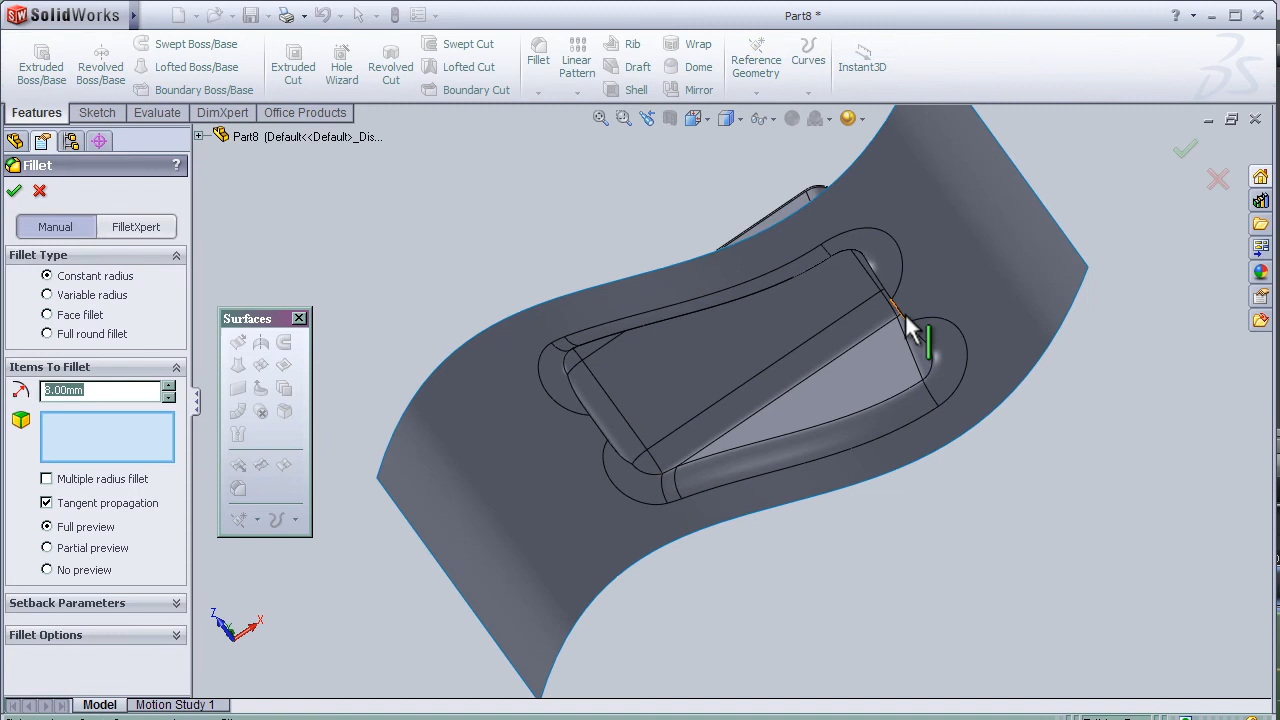 SolidWorks
Part8 *
Extruded Boss/Base
Revolved Boss/Base
Swept Boss/Base
Lofted Boss/Base
Boundary Boss/Base
Extruded Cut
Hole Wizard
Revolved Cut
Swept Cut
Lofted Cut
Boundary Cut
Fillet
Linear Pattern
Rib
Draft
Shell
Wrap
Dome
Mirror
Reference Geometry
Curves
Instant3D
Features
Sketch
Evaluate
DimXpert
Office Products
Part8 (Default<<Default>_Dis...
Fillet
?
Manual
FilletXpert
Fillet Type
Constant radius
Variable radius
Face fillet
Full round fillet
Items To Fillet
Multiple radius fillet
Tangent propagation
Full preview
Partial preview
No preview
Setback Parameters
Fillet Options
Surfaces
Z
X
Model
Motion Study 1